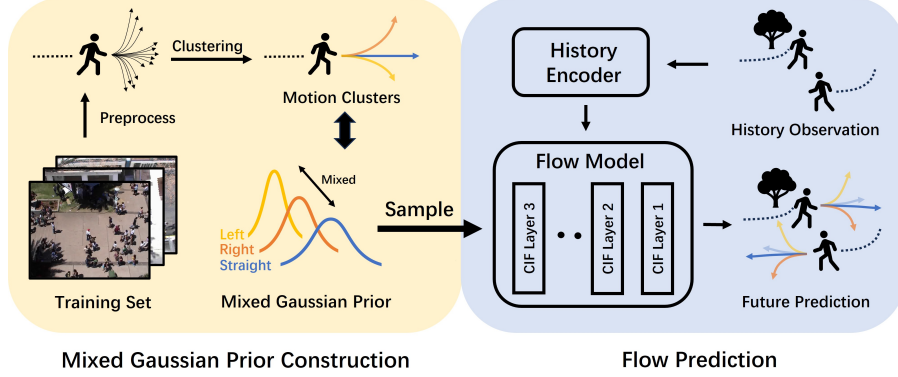 Clustering
Preprocess
Motion Clusters
Mixed
Left
Right
Straight
Training Set
Mixed Gaussian Prior
Sample
History
Encoder
History Observation
Flow Model
CIF Layer 3
CIF Layer 2
CIF Layer 1
Future Prediction
Mixed Gaussian Prior Construction
Flow Prediction